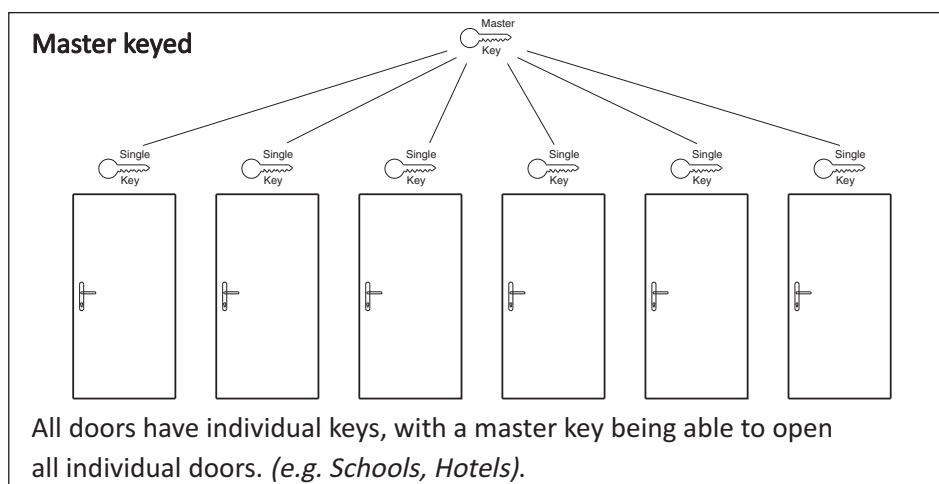 Master keyed
Master
Key
Single
Key
Single
Key
Single
Key
Single
Key
Single
Key
Single
Key
All doors have individual keys, with a master key being able to open
all individual doors. (e.g. Schools, Hotels).